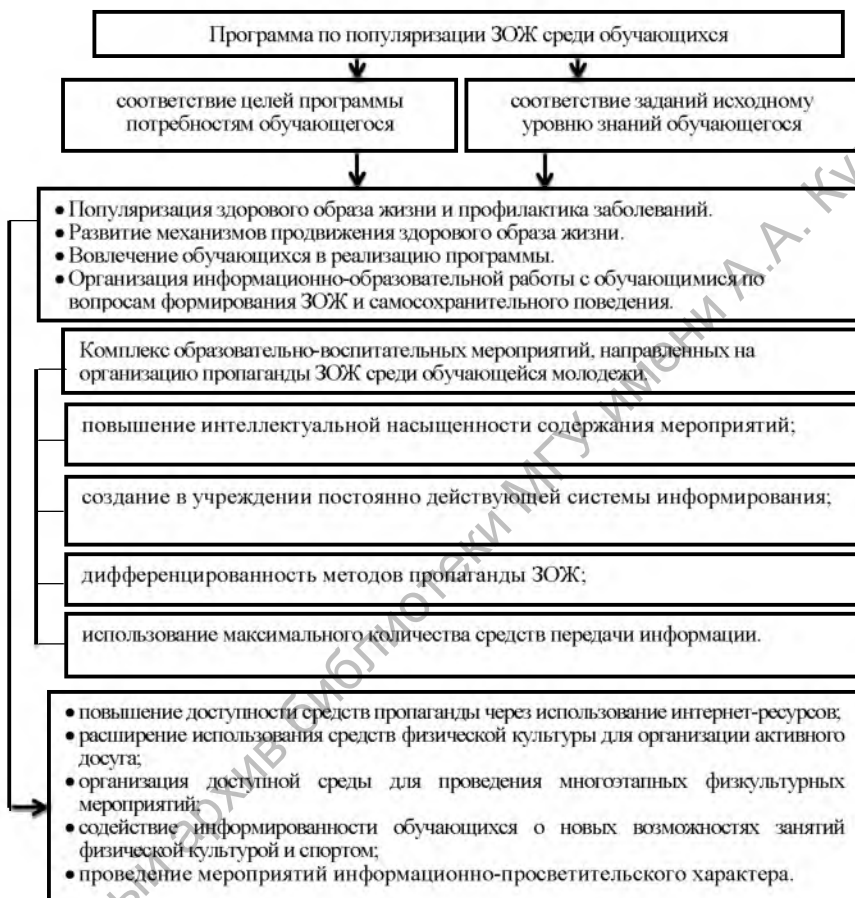 Программа по популяризации ЗОЖ среди обучающихся
соответствие целей программы
потребностям обучающегося
соответствие заданий исходному
уровню знаний обучающегося
• Популяризация здорового образа жизни и профилактика заболеваний.
• Развитие механизмов продвижения здорового образа жизни.
• Вовлечение обучающихся в реализацию программы.
• Организация информационно-образовательной работы с обучающимися по
вопросам формирования ЗОЖ и самосохранительного поведения.
Комплекс образовательно-воспитательных мероприятий, направленных на
организацию пропаганды ЗОЖ среди обучающейся молодежи.
повышение интеллектуальной насыщенности содержания мероприятий;
создание в учреждении постоянно действующей системы информирования;
дифференцированность методов пропаганды ЗОЖ;
использование максимального количества средств передачи информации.
• повышение доступности средств пропаганды через использование интернет-ресурсов;
• расширение использования средств физической культуры для организации активного
досуга;
• организация доступной среды для проведения многоэтапных физкультурных
мероприятий;
• содействие информированности обучающихся о новых возможностях занятий
физической культурой и спортом;
• проведение мероприятий информационно-просветительского характера.
архив библиотеки МГУ имени А.А.